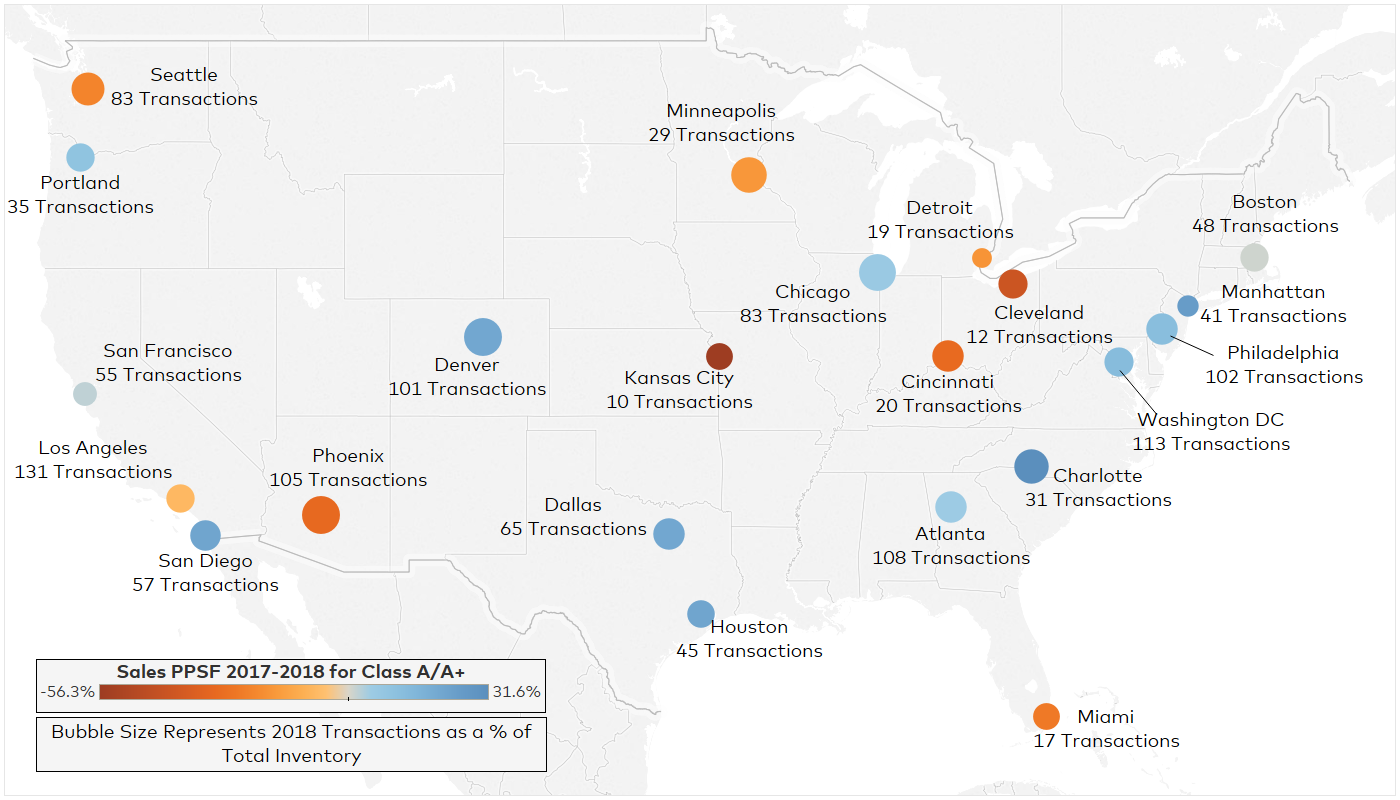 Seattle
83 Transactions
Portland
35 Transactions
Minneapolis
29 Transactions
Detroit
19 Transactions
Boston
48 Transactions
Chicago
83 Transactions
Cleveland
12 Transactions
Manhattan
41 Transactions
Philadelphia
102 Transactions
San Francisco
55 Transactions
Denver
101 Transactions
Kansas City
10 Transactions
Cincinnati
20 Transactions
Washington DC
113 Transactions
Los Angeles
131 Transactions
Phoenix
105 Transactions
Dallas
65 Transactions
Charlotte
31 Transactions
Atlanta
108 Transactions
San Diego
57 Transactions
Houston
45 Transactions
Miami
17 Transactions
Sales PPSF 2017-2018 for Class A/A+
-56.3% 31.6%
Bubble Size Represents 2018 Transactions as a % of
Total Inventory